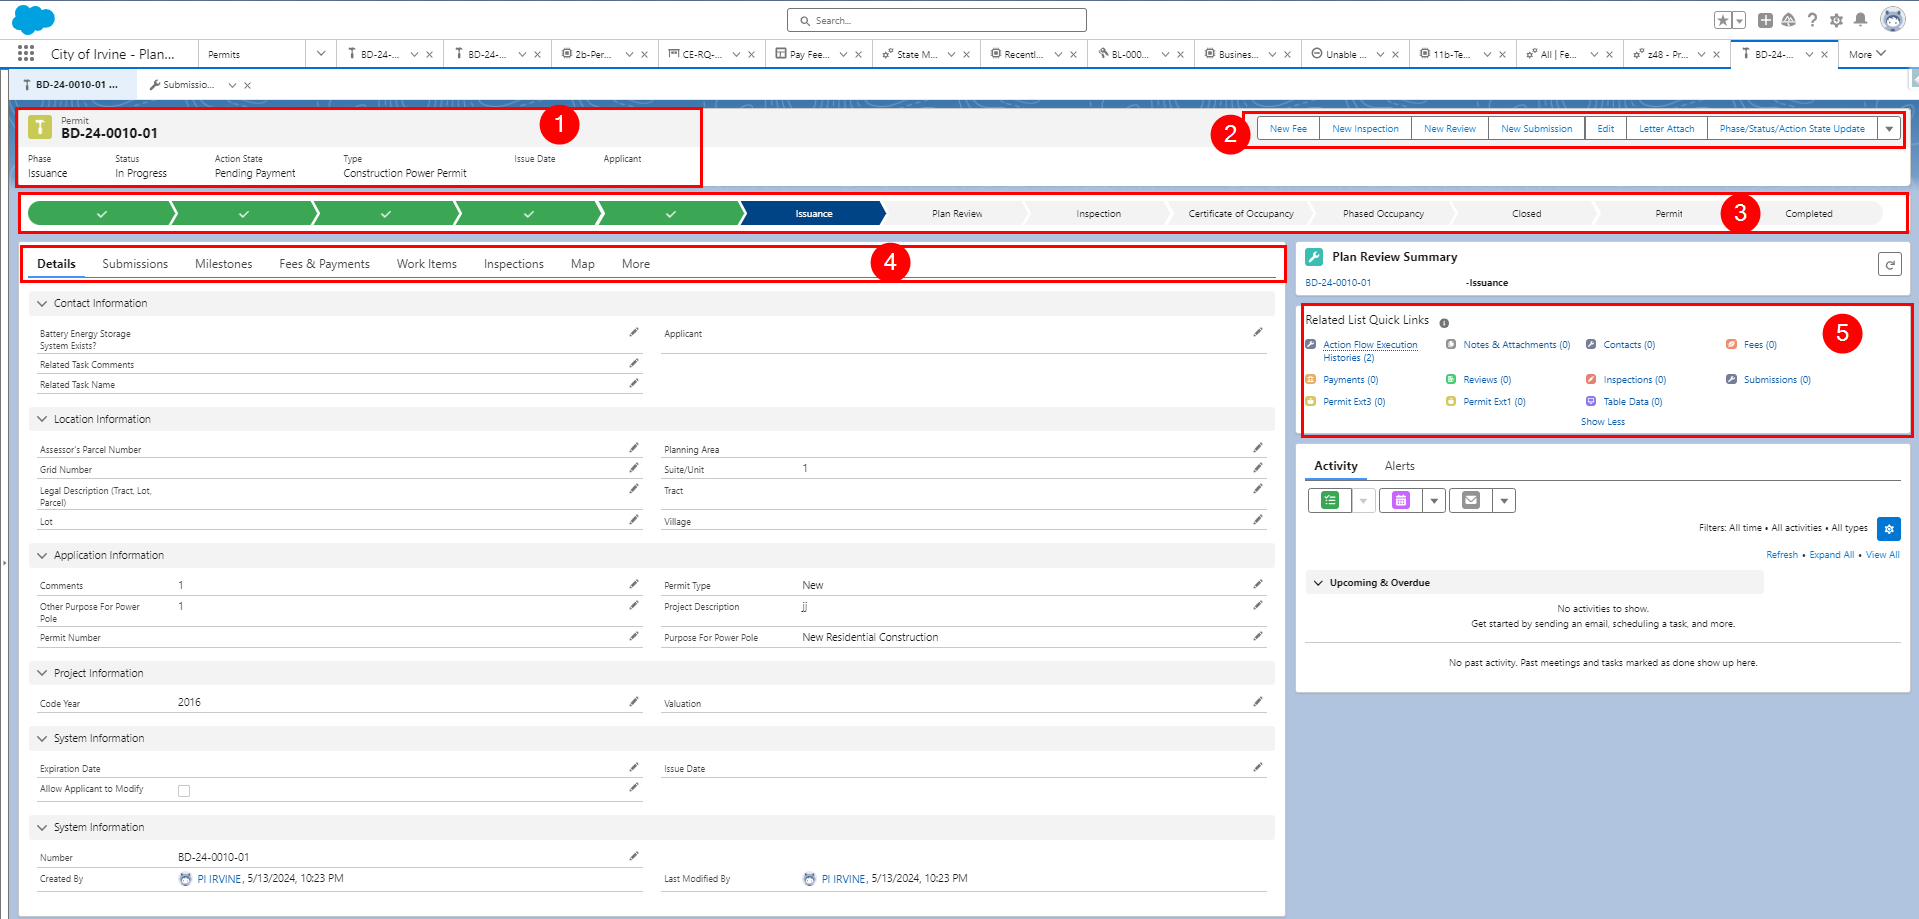 Search...
City of Irvine - Plan...
Permits
BD-24-...
BD-24-...
2b-Per...
CE-RQ-...
Pay Fee...
State M...
Recentl...
BL-000...
Business...
Unable ...
11b-Te...
All | Fe...
z48 - Pr...
BD-24-...
More
BD-24-0010-01 ...
Submissio...
Permit
BD-24-0010-01
1
Phase
Status
Action State
Type
Issue Date
Applicant
Issuance
In Progress
Pending Payment
Construction Power Permit
2
New Fee
New Inspection
New Review
New Submission
Edit
Letter Attach
Phase/Status/Action State Update
Issuance
Plan Review
Inspection
Certificate of Occupancy
Phased Occupancy
Closed
Permit
3
Completed
Details
Submissions
Milestones
Fees & Payments
Work Items
Inspections
Map
More
4
Contact Information
Battery Energy Storage
System Exists?
Applicant
Related Task Comments
Related Task Name
Location Information
Assessor's Parcel Number
Planning Area
Grid Number
Suite/Unit
1
Legal Description (Tract, Lot,
Parcel)
Tract
Lot
Village
Application Information
Comments
1
Permit Type
New
Other Purpose For Power
Pole
1
Project Description
jj
Permit Number
Purpose For Power Pole
New Residential Construction
Project Information
Code Year
2016
Valuation
System Information
Expiration Date
Issue Date
Allow Applicant to Modify
System Information
Number
BD-24-0010-01
Created By
PI IRVINE, 5/13/2024, 10:23 PM
Last Modified By
PI IRVINE, 5/13/2024, 10:23 PM
Plan Review Summary
BD-24-0010-01
-Issuance
Related List Quick Links
5
Action Flow Execution
Histories (2)
Notes & Attachments (0)
Contacts (0)
Fees (0)
Payments (0)
Reviews (0)
Inspections (0)
Submissions (0)
Permit Ext3 (0)
Permit Ext1 (0)
Table Data (0)
Show Less
Activity
Alerts
Filters: All time • All activities • All types
Refresh • Expand All • View All
Upcoming & Overdue
No activities to show.
Get started by sending an email, scheduling a task, and more.
No past activity. Past meetings and tasks marked as done show up here.